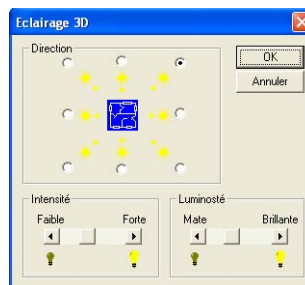 Eclairage 3D
Direction
OK
Annuler
Intensité
Faible Forte
Luminosté
Mate Brillante